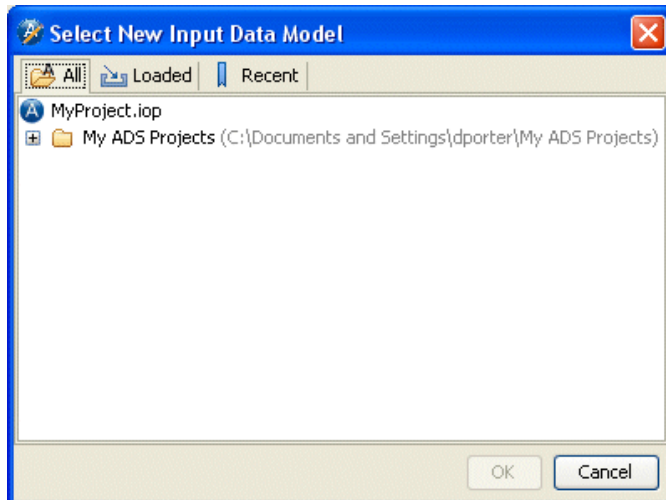 Select New Input Data Model
All Loaded Recent
MyProject.iop
My ADS Projects (C:\Documents and Settings\dporter\My ADS Projects)
OK Cancel